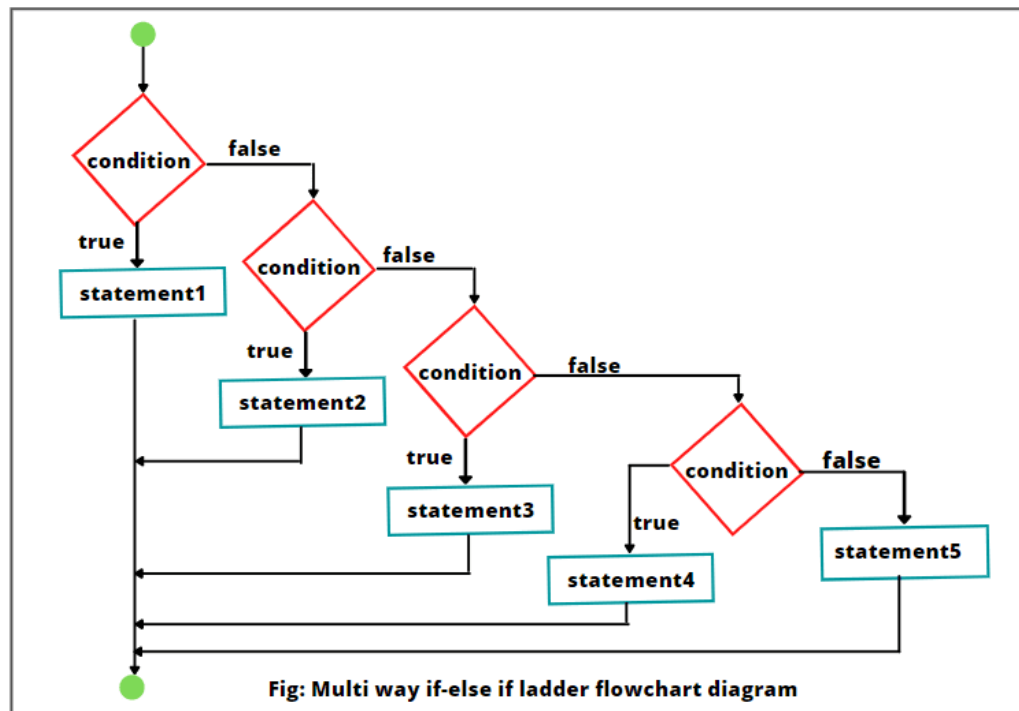 condition
false
true
statement1
condition
false
true
statement2
condition
false
true
statement3
condition
false
true
statement4
statement5
Fig: Multi way if-else if ladder flowchart diagram